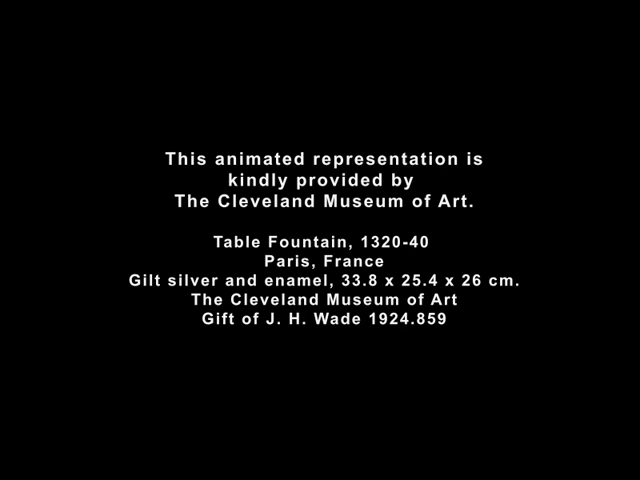 This animated representation is
kindly provided by
The Cleveland Museum of Art.
Table Fountain, 1320-40
Paris, France
Gilt silver and enamel, 33.8 x 25.4 x 26 cm.
The Cleveland Museum of Art
Gift of J. H. Wade 1924.859